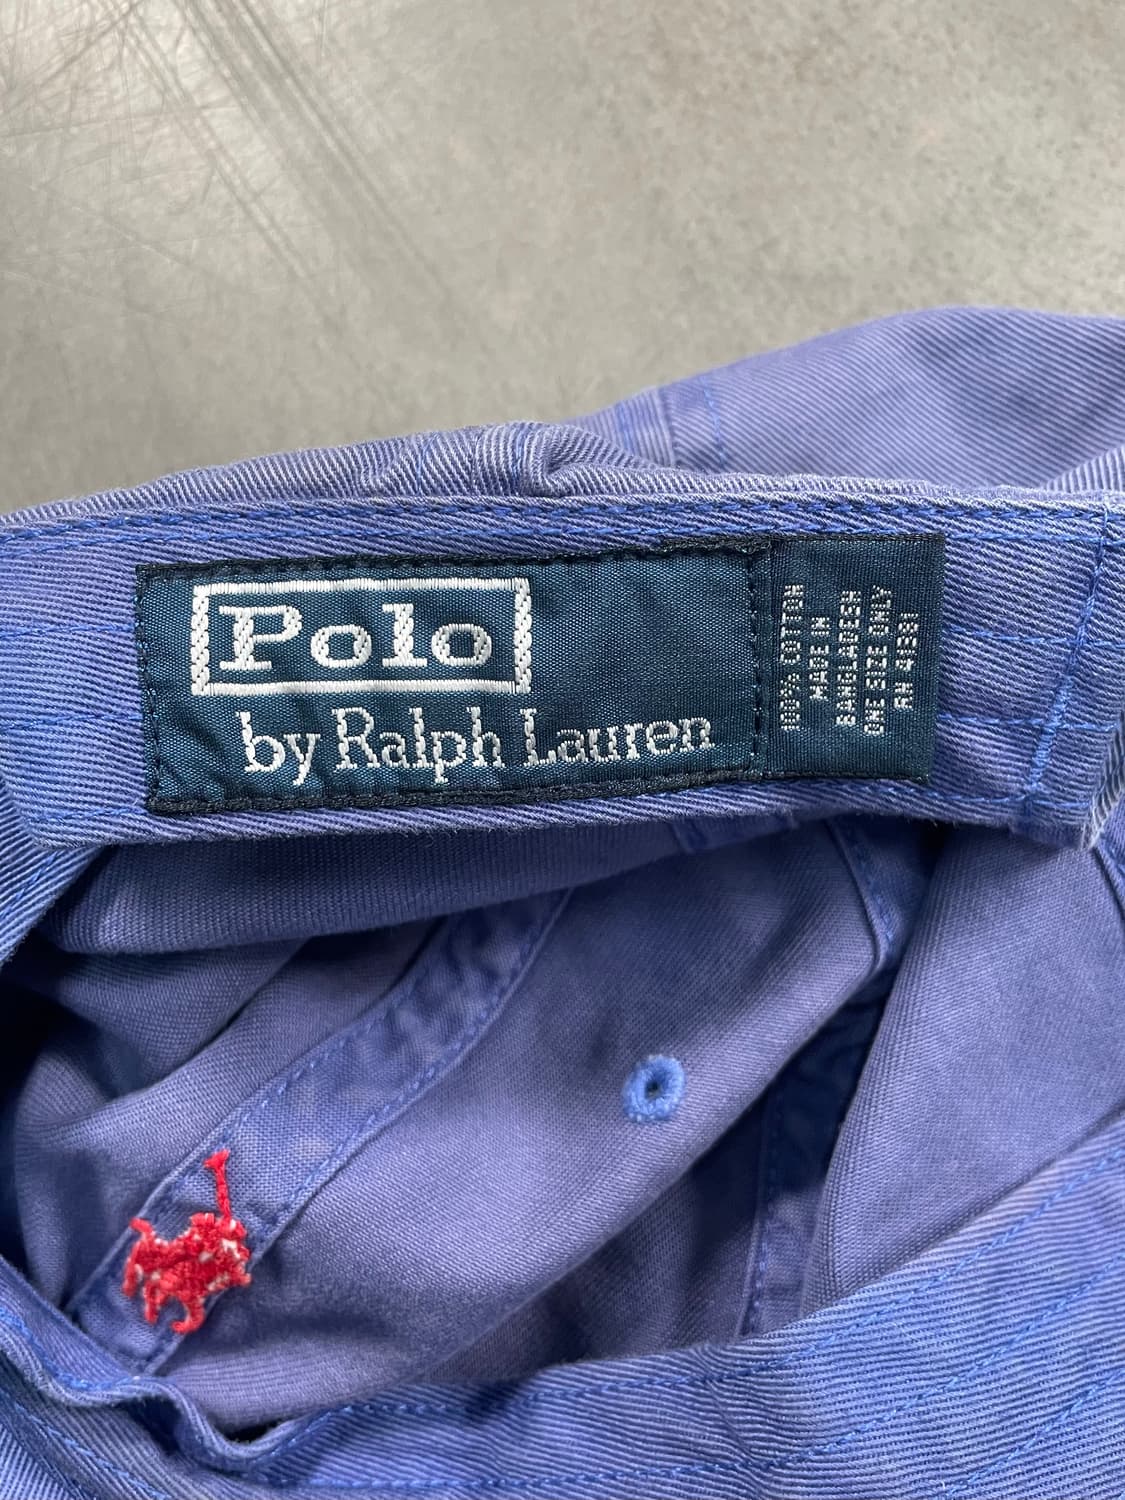 Polo
by Ralph Lauren
100% COTTON
MADE IN
BANGLADESH
ONE SIZE ONLY
RN 41381